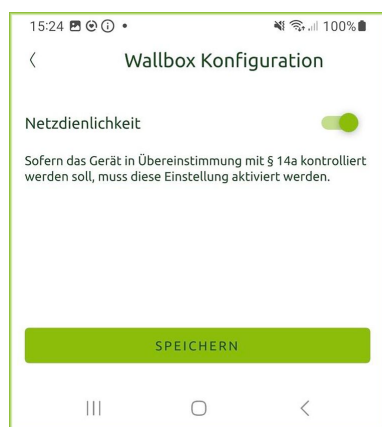 15:24
100%
Wallbox Konfiguration
Netzdienlichkeit
Sofern das Gerät in Übereinstimmung mit § 14a kontrolliert
werden soll, muss diese Einstellung aktiviert werden.
SPEICHERN